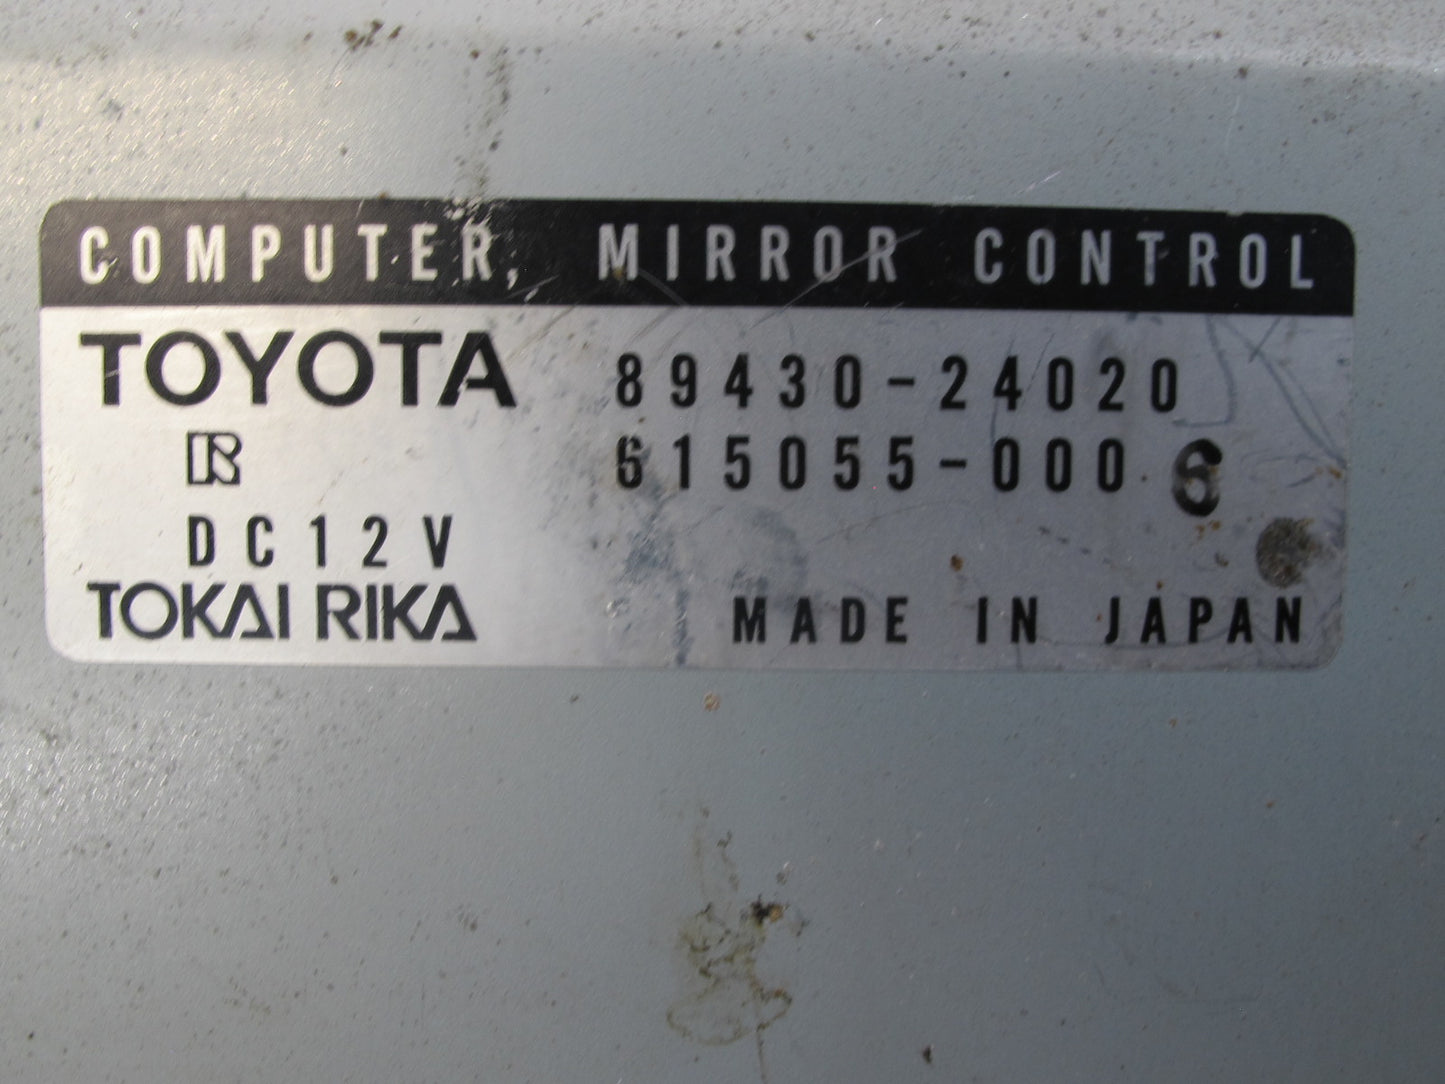 COMPUTER, MIRROR CONTROL
TOYOTA 89430-24020
R 615055-000 6
DC12V
TOKAI RIKA MADE IN JAPAN